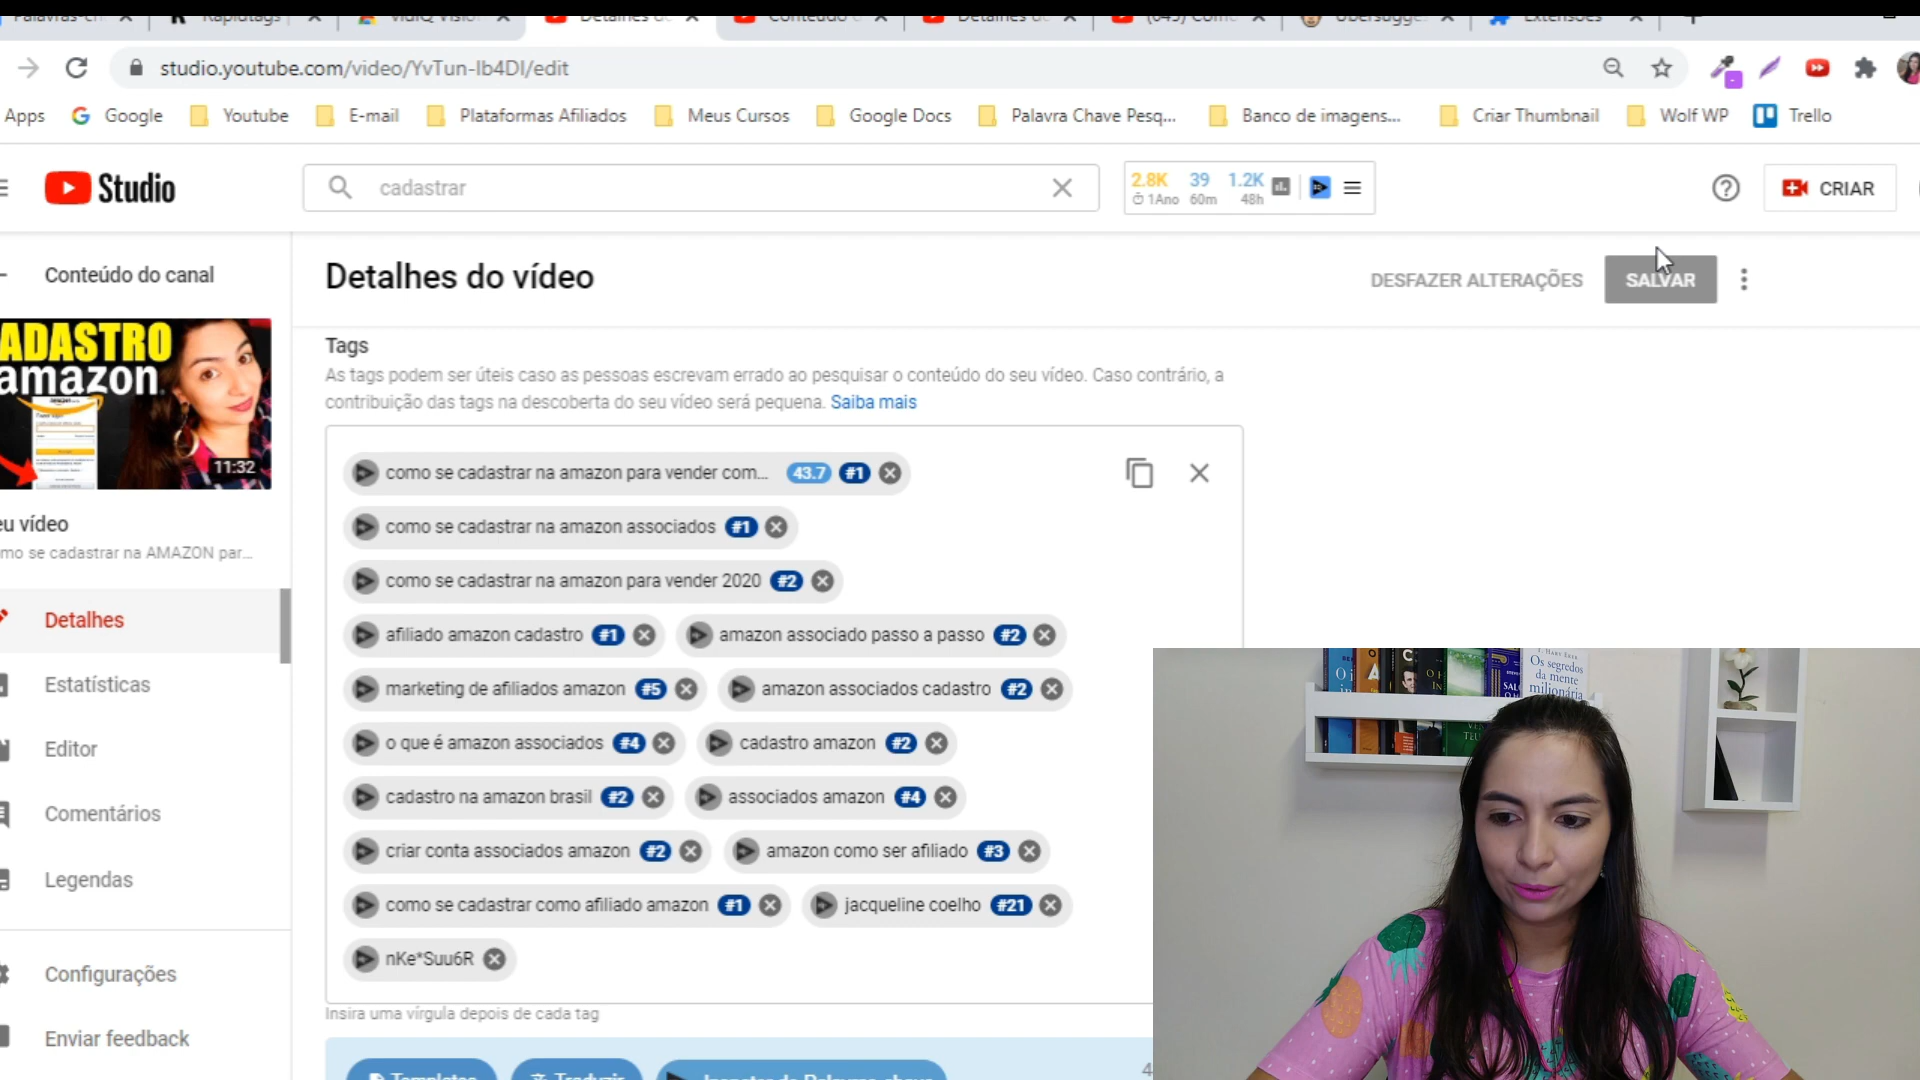 Rapidtags
studio.youtube.com/video/YvTun-lb4DI/edit
Apps Google Youtube E-mail Plataformas Afiliados Meus Cursos Google Docs Palavra Chave Pesq... Banco de imagens... Criar Thumbnail Wolf WP Trello
Studio
cadastrar
2.8K 39 1.2K
1Ano 60m 48h
CRIAR
Conteúdo do canal
Detalhes do vídeo
DESFAZER ALTERAÇÕES
SALVAR
ADASTRO
amazon
11:32
eu vídeo
mo se cadastrar na AMAZON par...
Detalhes
Estatísticas
Editor
Comentários
Legendas
Configurações
Enviar feedback
Tags
As tags podem ser úteis caso as pessoas escrevam errado ao pesquisar o conteúdo do seu vídeo. Caso contrário, a
contribuição das tags na descoberta do seu vídeo será pequena. Saiba mais
como se cadastrar na amazon para vender com... 43.7 #1
como se cadastrar na amazon associados #1
como se cadastrar na amazon para vender 2020 #2
afiliado amazon cadastro #1 amazon associado passo a passo #2
marketing de afiliados amazon #5 amazon associados cadastro #2
o que é amazon associados #4 cadastro amazon #2
cadastro na amazon brasil #2 associados amazon #4
criar conta associados amazon #2 amazon como ser afiliado #3
como se cadastrar como afiliado amazon #1 jacqueline coelho #21
nKe*Suu6R
Insira uma vírgula depois de cada tag
Templates Traduzir
Os segredos
da mente
milionária